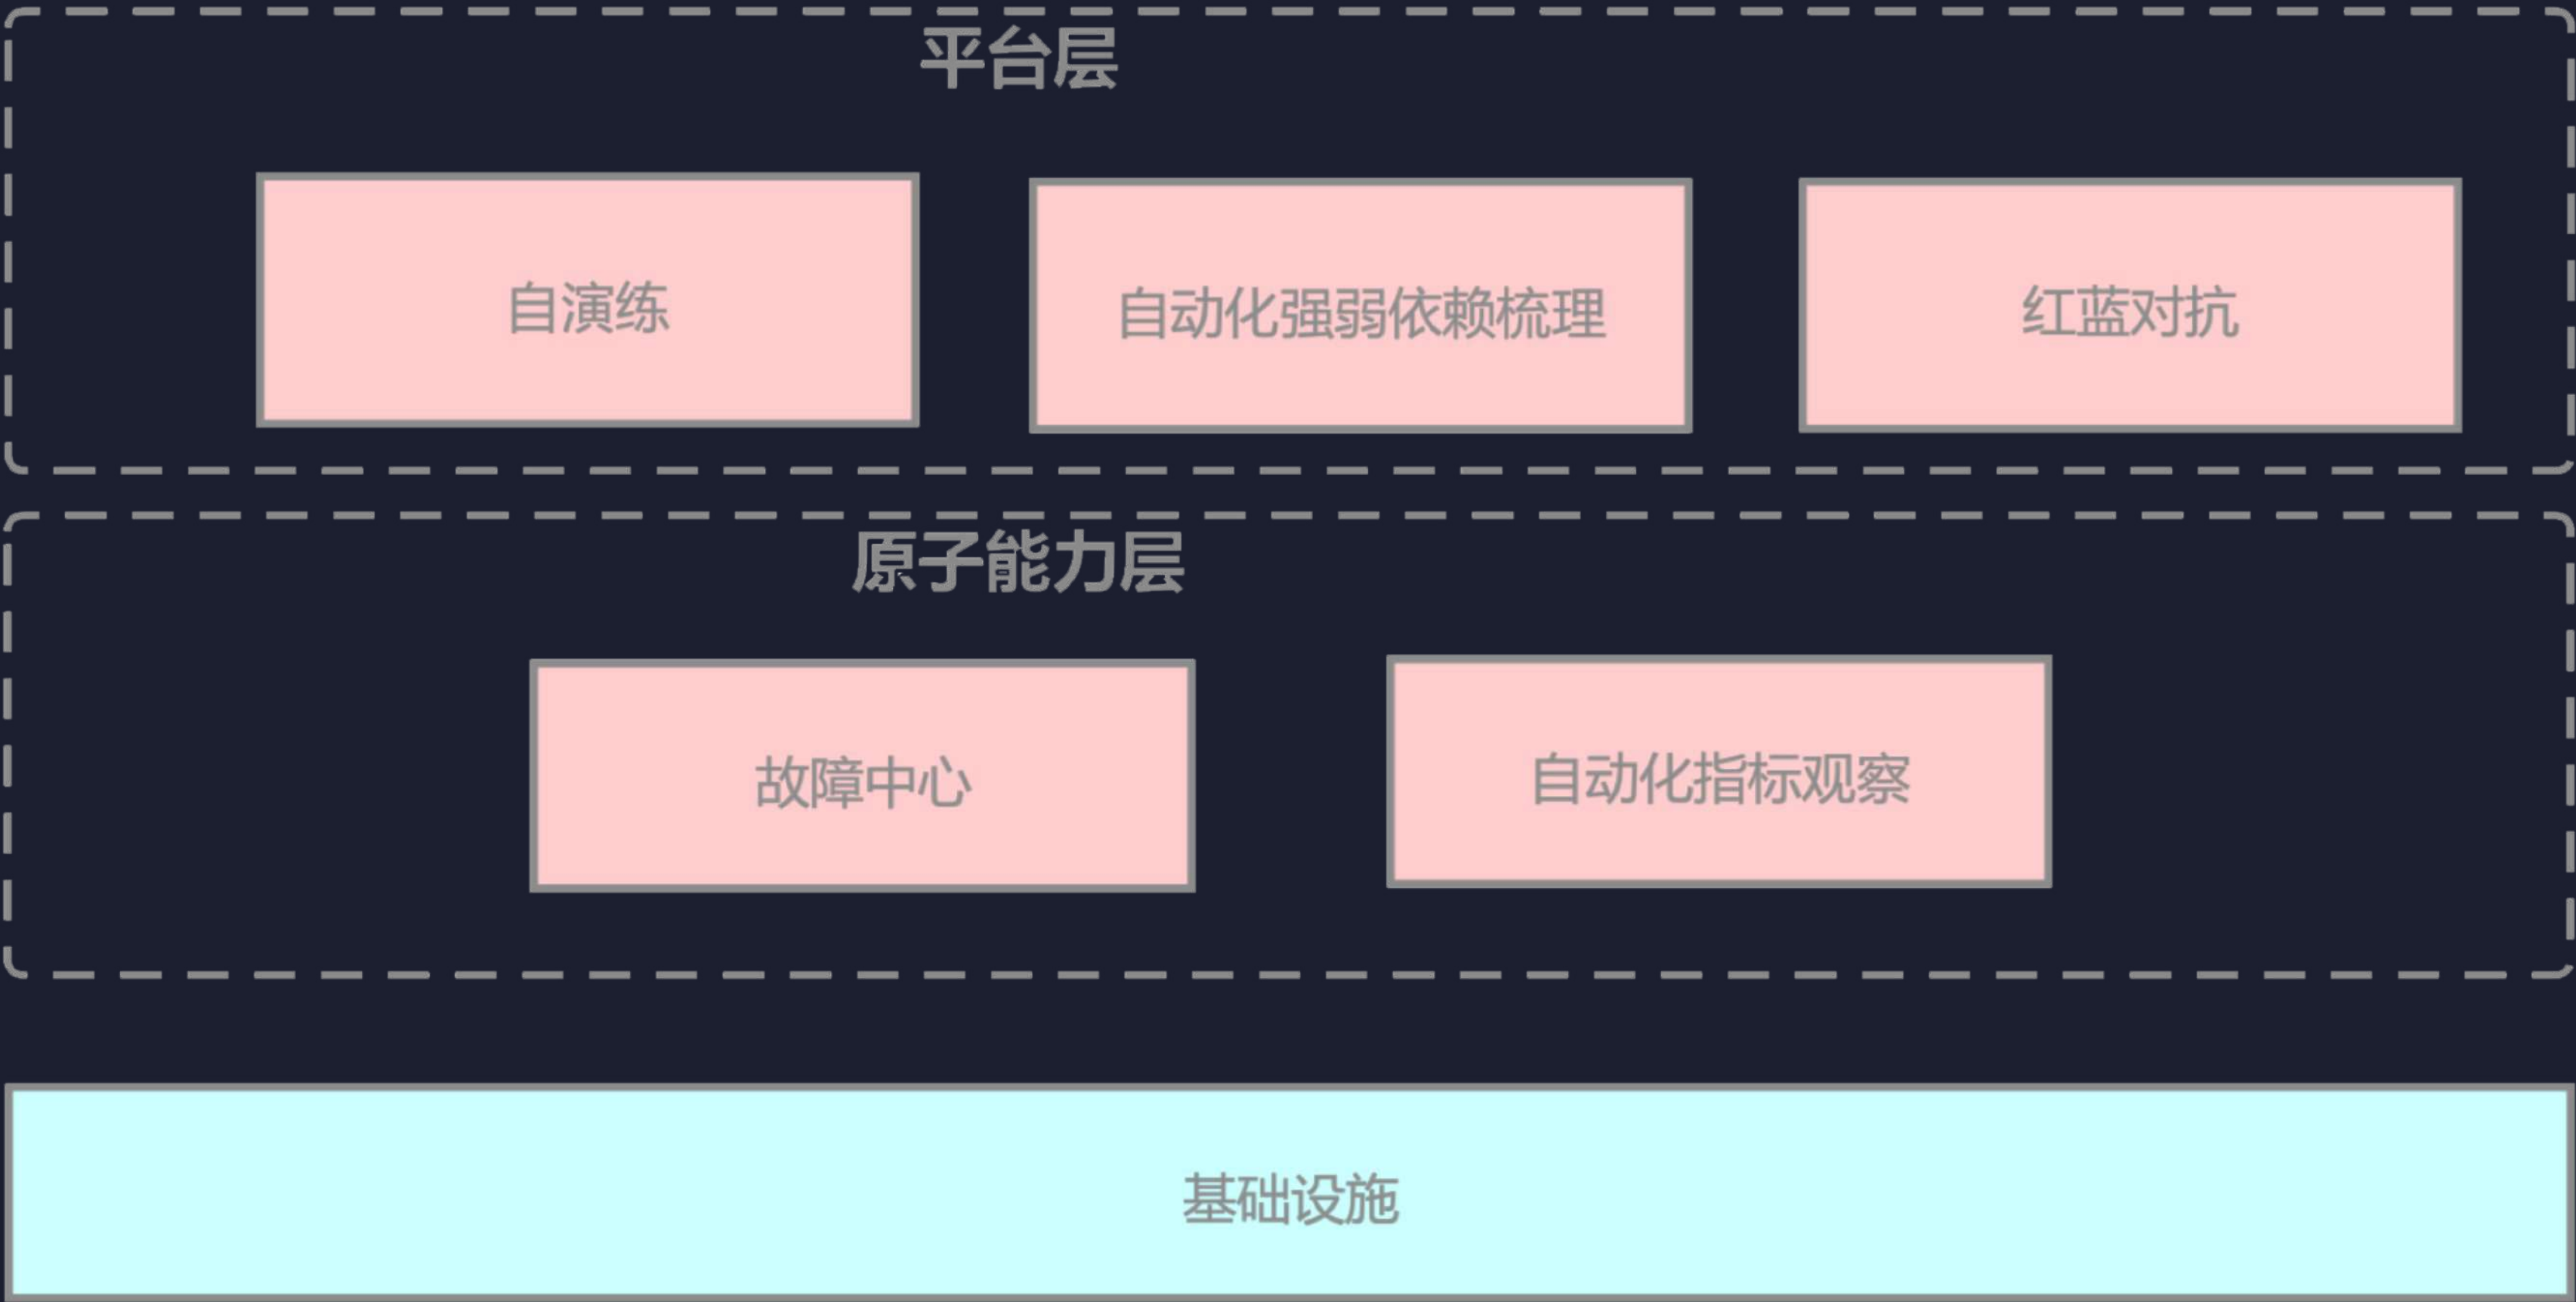 平台层
自演练
自动化强弱依赖梳理
红蓝对抗
原子能力层
故障中心
自动化指标观察
基础设施